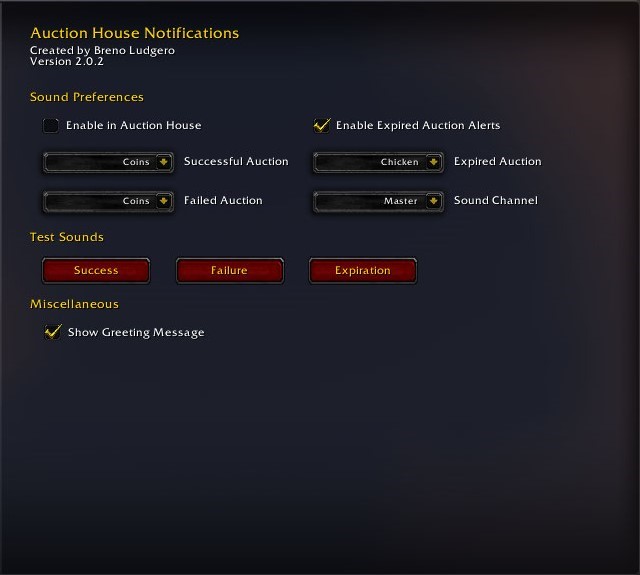 Auction House Notifications
Created by Breno Ludgero
Version 2.0.2
Sound Preferences
Enable in Auction House
Enable Expired Auction Alerts
Coins Successful Auction
Chicken Expired Auction
Coins Failed Auction
Master Sound Channel
Test Sounds
Success Failure Expiration
Miscellaneous
Show Greeting Message